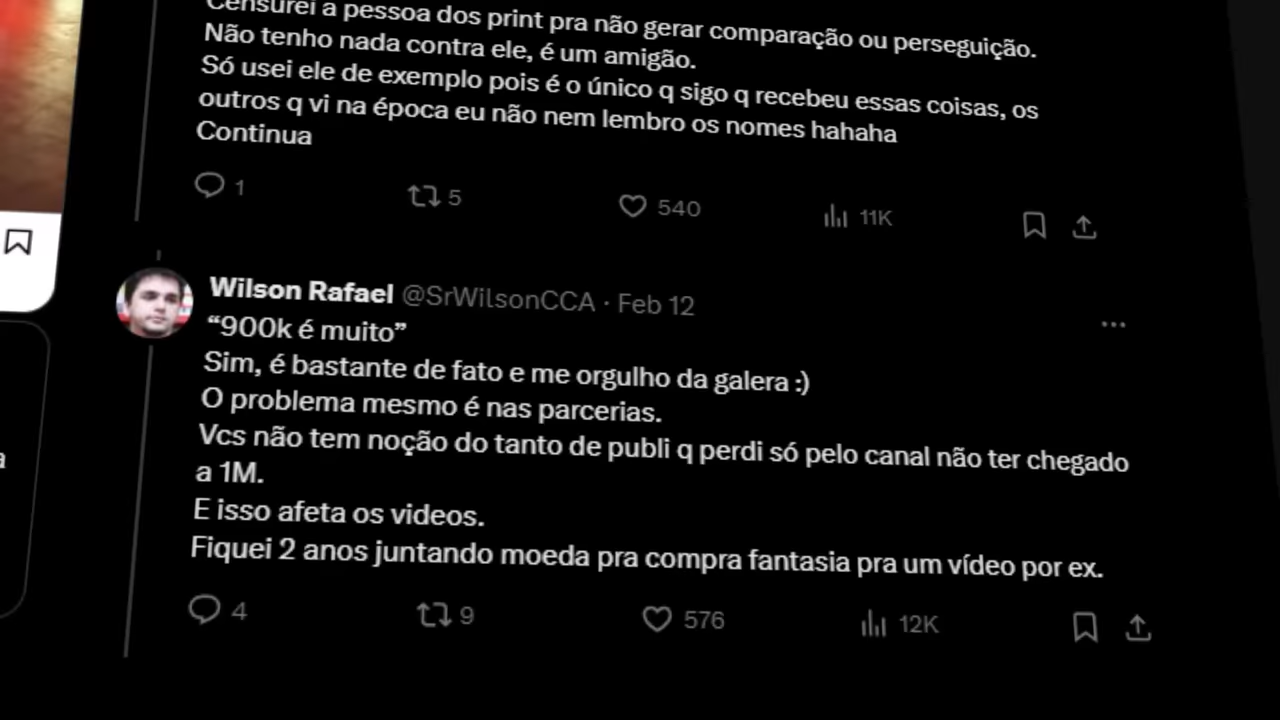 Censurei a pessoa dos print pra não gerar comparação ou perseguição.
Não tenho nada contra ele, é um amigão.
Só usei ele de exemplo pois é o único q sigo q recebeu essas coisas, os
outros q vi na época eu não nem lembro os nomes hahaha
Continua
1 5 540 11K
Wilson Rafael @SrWilsonCCA · Feb 12
“900k é muito”
Sim, é bastante de fato e me orgulho da galera :)
O problema mesmo é nas parcerias.
Vcs não tem noção do tanto de publi q perdi só pelo canal não ter chegado
a 1M.
E isso afeta os videos.
Fiquei 2 anos juntando moeda pra compra fantasia pra um vídeo por ex.
4 9 576 12K
a